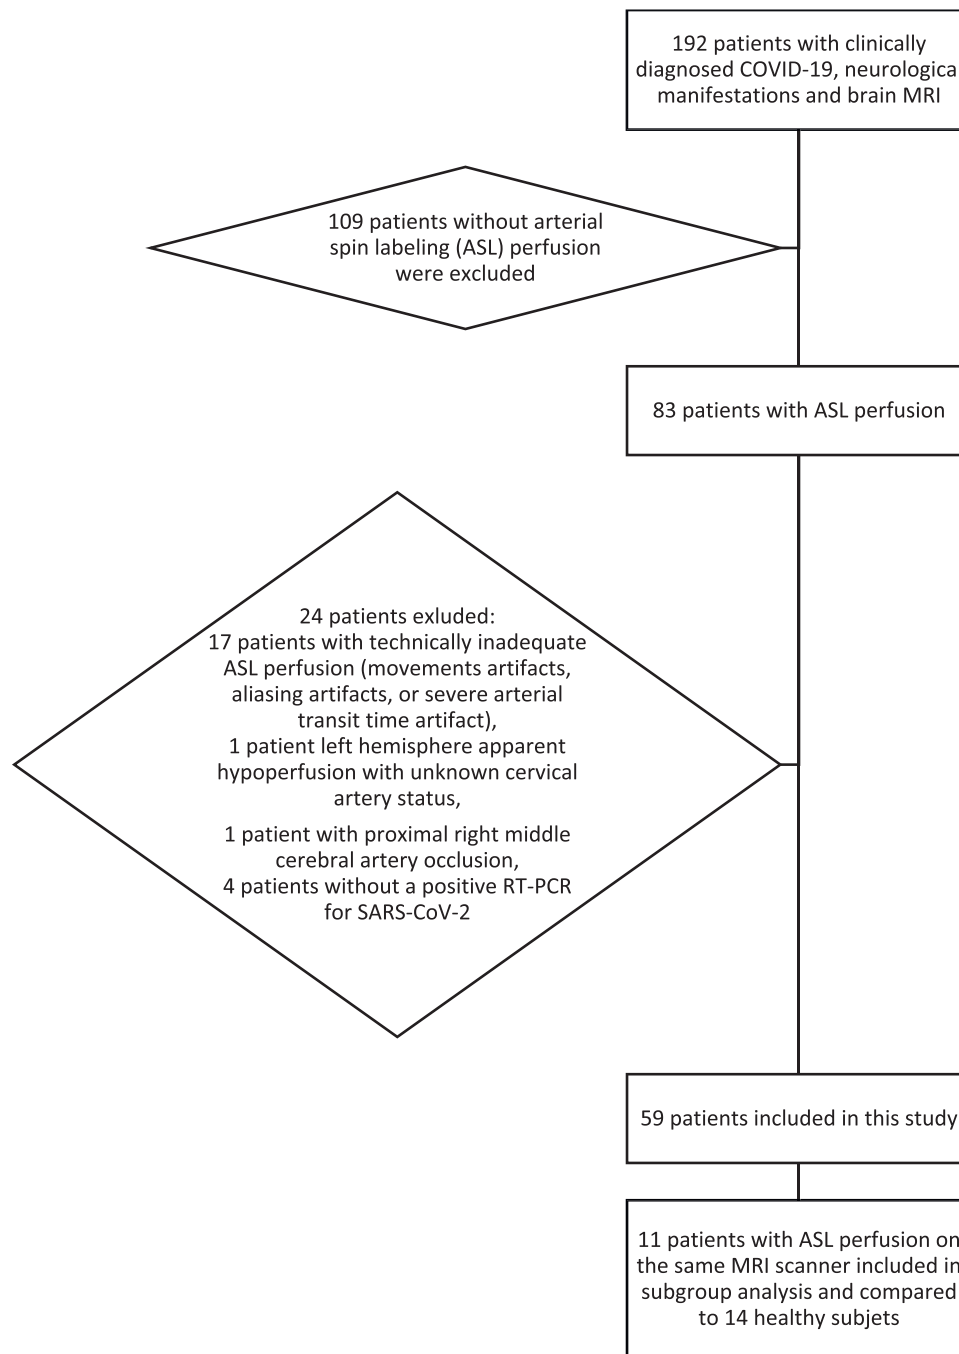 192 patients with clinically
diagnosed COVID-19, neurologica
manifestations and brain MRI
109 patients without arterial
spin labeling (ASL) perfusion
were excluded
83 patients with ASL perfusion
24 patients exluded:
17 patients with technically inadequate
ASL perfusion (movements artifacts,
aliasing artifacts, or severe arterial
transit time artifact),
1 patient left hemisphere apparent
hypoperfusion with unknown cervical
artery status,
1 patient with proximal right middle
cerebral artery occlusion,
4 patients without a positive RT-PCR
for SARS-CoV-2
59 patients included in this study
11 patients with ASL perfusion on
the same MRI scanner included in
subgroup analysis and compared
to 14 healthy subjets